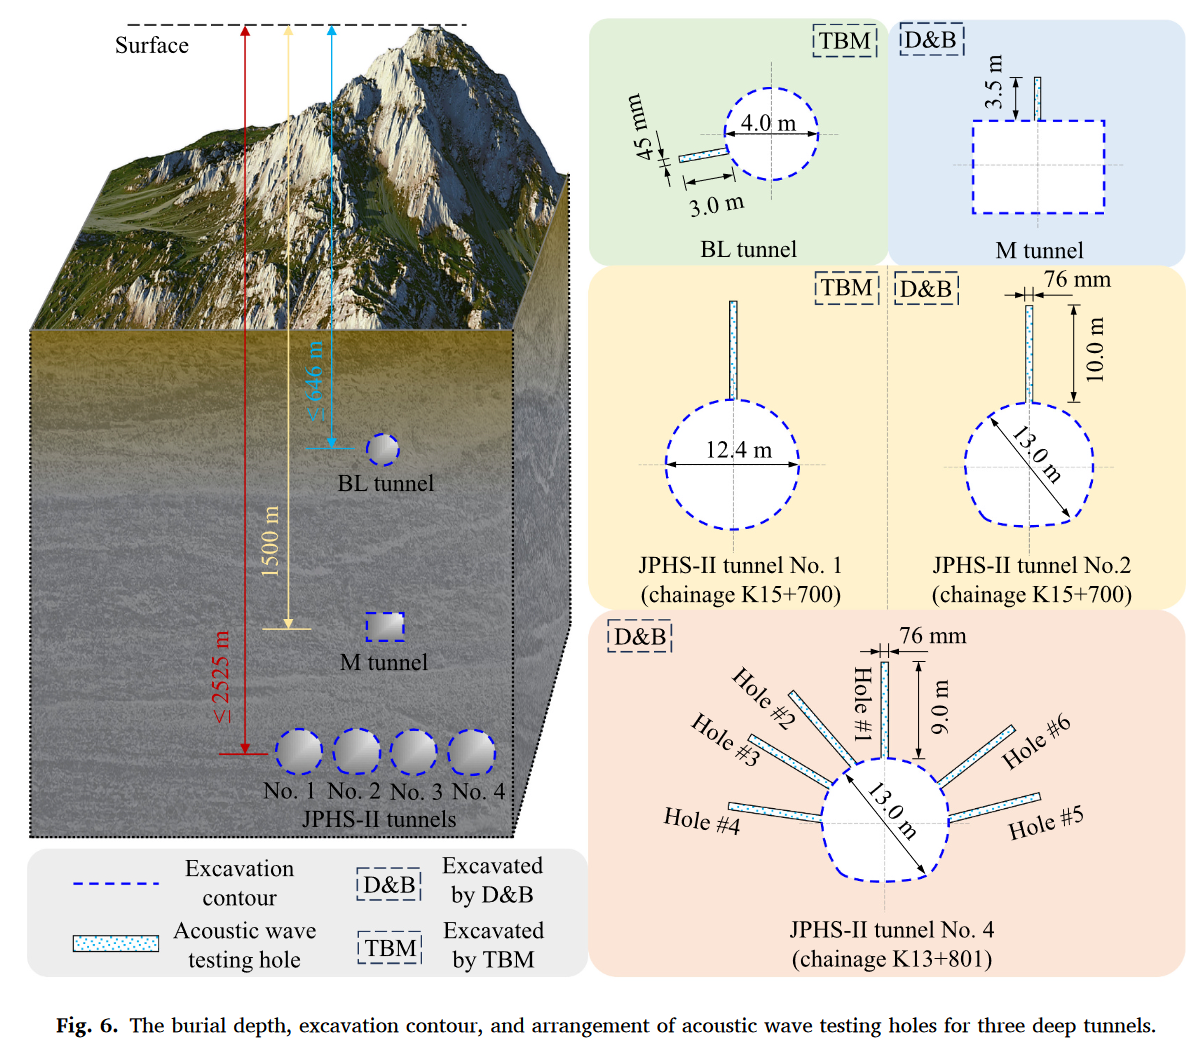 Surface
≤ 646 m
BL tunnel
1500 m
M tunnel
≤ 2525 m
No. 1 No. 2 No. 3 No. 4
JPHS-II tunnels
Excavation
contour
D&B
Excavated
by D&B
Acoustic wave
testing hole
TBM
Excavated
by TBM
TBM
4.0 m
45 mm
3.0 m
BL tunnel
D&B
3.5 m
M tunnel
TBM
12.4 m
JPHS-II tunnel No. 1
(chainage K15+700)
D&B
76 mm
10.0 m
13.0 m
JPHS-II tunnel No.2
(chainage K15+700)
D&B
76 mm
Hole #1
9.0 m
Hole #2
Hole #3
Hole #4
Hole #6
Hole #5
13.0 m
JPHS-II tunnel No. 4
(chainage K13+801)
Fig. 6. The burial depth, excavation contour, and arrangement of acoustic wave testing holes for three deep tunnels.